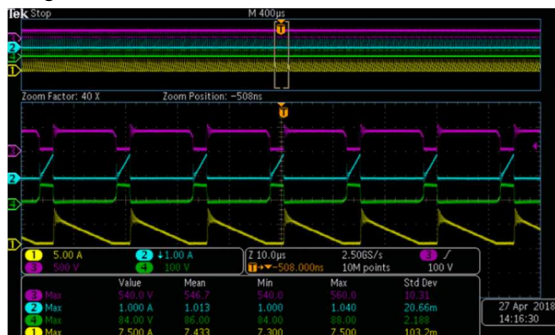 Tek Stop
M 400µs
Zoom Factor: 40 X
Zoom Position: -508ns
1 5.00 A
2 ↓1.00 A
3 500 V
4 100 V
Z 10.0µs
T→▼-508.000ns
2.50GS/s
10M points
3 ∫
100 V
Value Mean Min Max Std Dev
3 Max 540.0 V 546.7 540.0 560.0 10.31
2 Max 1.000 A 1.013 1.000 1.040 20.66m
4 Max 84.00 V 86.00 84.00 88.00 2.188
1 Max 7.500 A 7.433 7.300 7.500 103.2m
27 Apr 2018
14:16:30